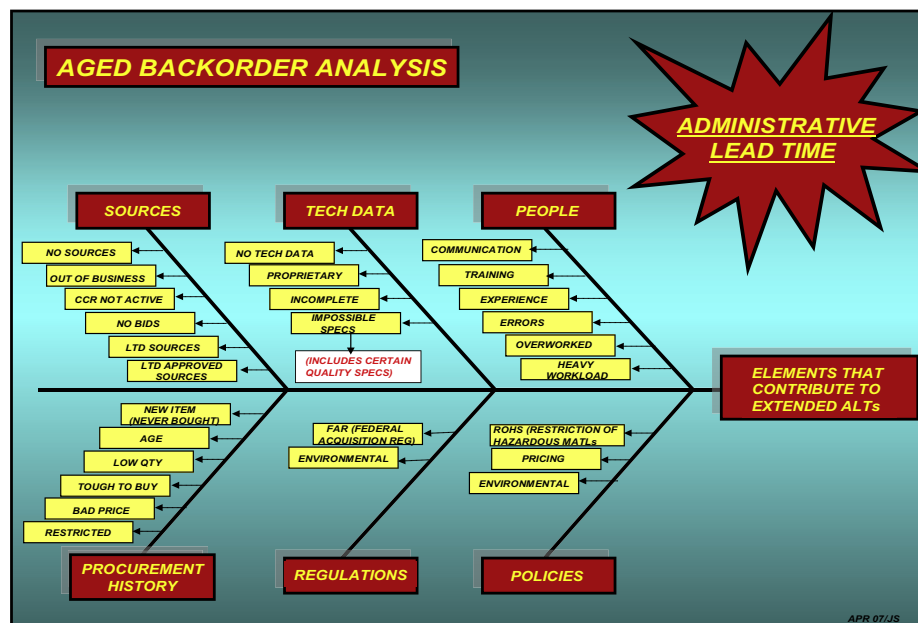 AGED BACKORDER ANALYSIS
ADMINISTRATIVE
LEAD TIME
SOURCES
TECH DATA
PEOPLE
NO SOURCES
OUT OF BUSINESS
CCR NOT ACTIVE
NO BIDS
LTD SOURCES
LTD APPROVED
SOURCES
NO TECH DATA
PROPRIETARY
INCOMPLETE
IMPOSSIBLE
SPECS
(INCLUDES CERTAIN
QUALITY SPECS)
COMMUNICATION
TRAINING
EXPERIENCE
ERRORS
OVERWORKED
HEAVY
WORKLOAD
ELEMENTS THAT
CONTRIBUTE TO
EXTENDED ALTs
NEW ITEM
(NEVER BOUGHT)
AGE
LOW QTY
TOUGH TO BUY
BAD PRICE
RESTRICTED
FAR (FEDERAL
ACQUISITION REG)
ENVIRONMENTAL
ROHS (RESTRICTION OF
HAZARDOUS MATLs
PRICING
ENVIRONMENTAL
PROCUREMENT
HISTORY
REGULATIONS
POLICIES
APR 07/JS